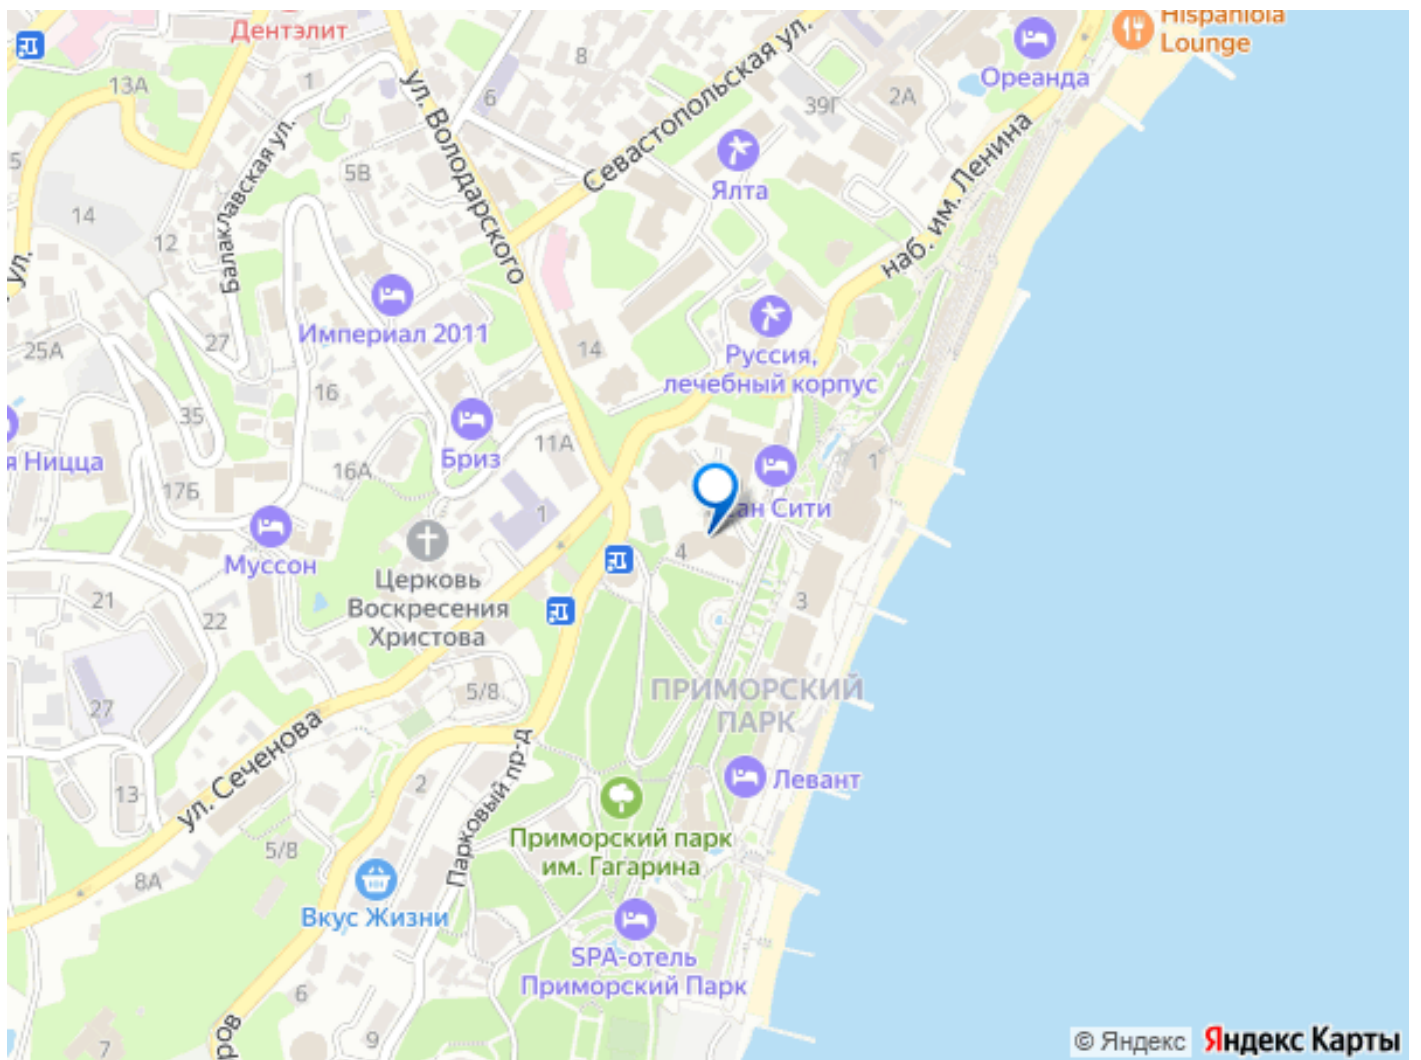 Дентэлит
Hispaniola
Lounge
Ореанда
13А
1
8
6
39Г
2А
Севастопольская ул.
ул. Володарского
Балаклавская ул.
5В
5
14
12
Ялта
наб. им. Ленина
ул.
Империал 2011
27
25А
14
Руссия,
лечебный корпус
16
35
Бриз
11А
я Ницца
17Б
16А
1
1
ан Сити
Муссон
Церковь
Воскресения
Христова
4
3
21
22
27
5/8
ПРИМОРСКИЙ
ПАРК
ул. Сеченова
13
2
Парковый пр-д
Левант
Приморский парк
им. Гагарина
5/8
8А
Вкус Жизни
SPA-отель
Приморский Парк
6
7
9
ров
© Яндекс Яндекс Карты